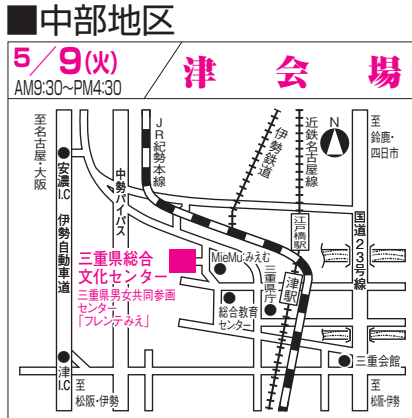 ■中部地区
5／9(火)
AM9:30～PM4:30
津会場
至名古屋・大阪
安濃I.C
伊勢自動車道
中勢バイパス
JR紀勢本線
伊勢鉄道
近鉄名古屋線
N
至鈴鹿・四日市
江戸橋駅
国道23号線
三重県総合
文化センター
三重県男女共同参画
センター
「フレンテみえ」
MieMu:みえむ
三重県庁
津駅
総合教育
センター
三重会館
津I.C
至
松阪・伊勢
至
松阪・伊勢